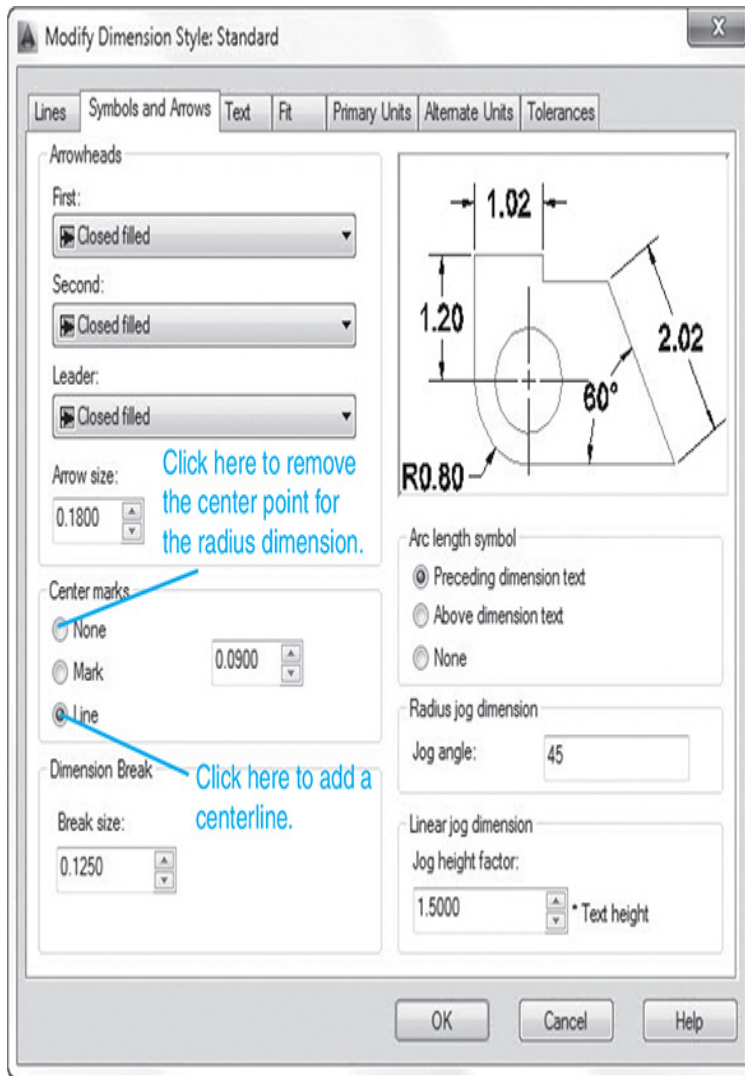 Modify Dimension Style: Standard
X
Lines
Symbols and Arrows
Text
Fit
Primary Units
Alternate Units
Tolerances
Arrowheads
First:
Closed filled
Second:
Closed filled
Leader:
Closed filled
Arrow size:
0.1800
Click here to remove
the center point for
the radius dimension.
Center marks
None
Mark
Line
0.0900
Click here to add a
centerline.
Dimension Break
Break size:
0.1250
1.02
1.20
2.02
60°
R0.80
Arc length symbol
Preceding dimension text
Above dimension text
None
Radius jog dimension
Jog angle:
45
Linear jog dimension
Jog height factor:
1.5000
* Text height
OK
Cancel
Help